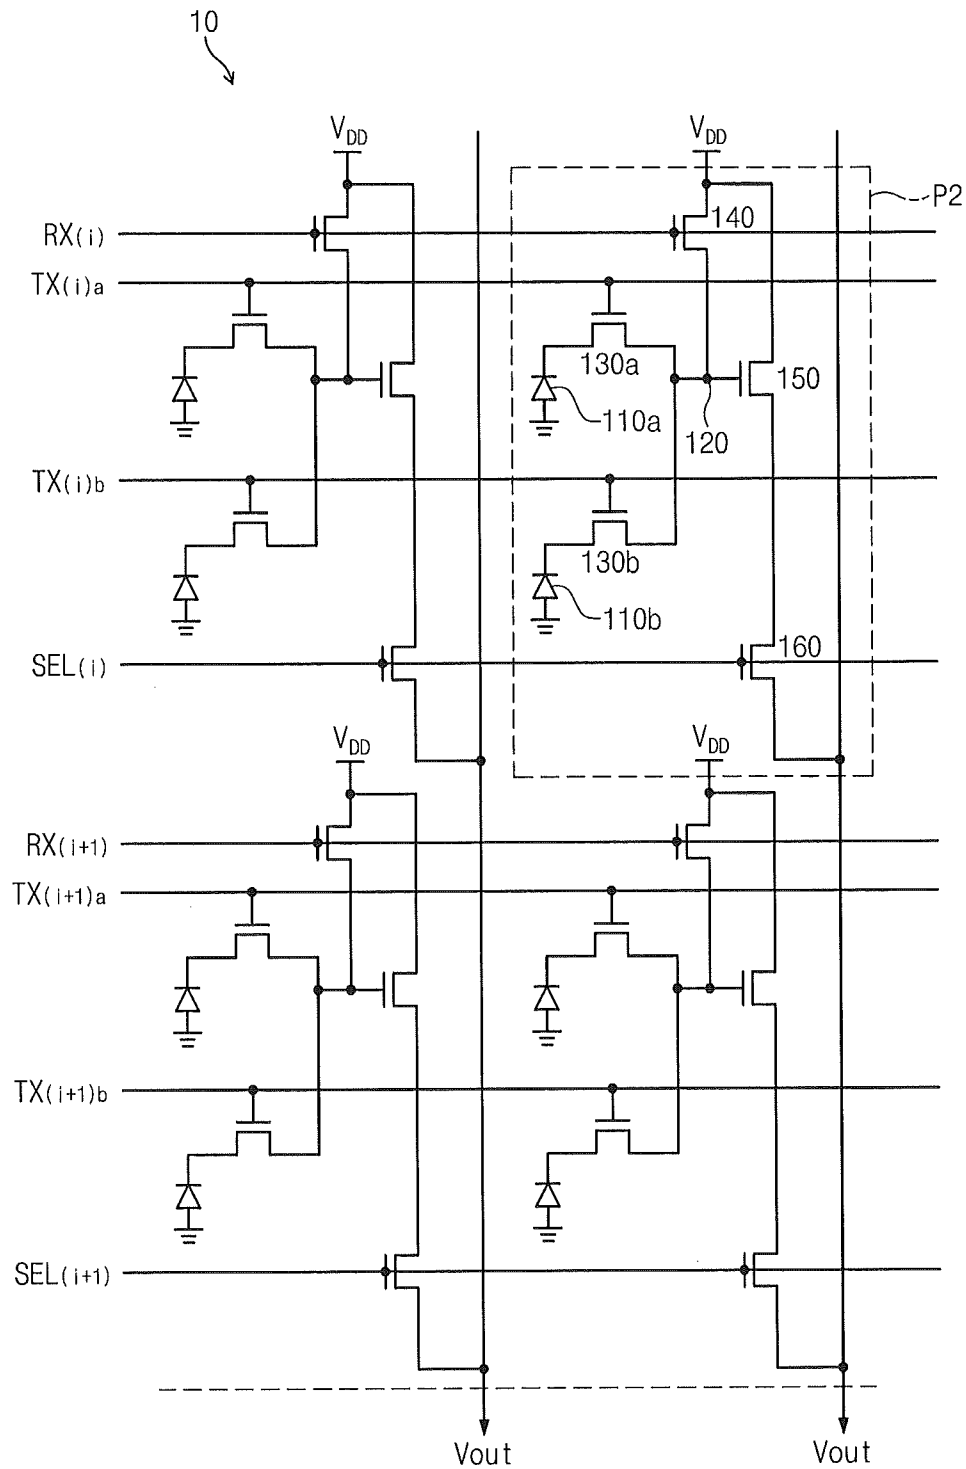 10
VDD VDD
P2
RX(i) 140
TX(i)a
130a 150
110a 120
TX(i)b
130b
110b
SEL(i) 160
VDD VDD
RX(i+1)
TX(i+1)a
TX(i+1)b
SEL(i+1)
Vout Vout